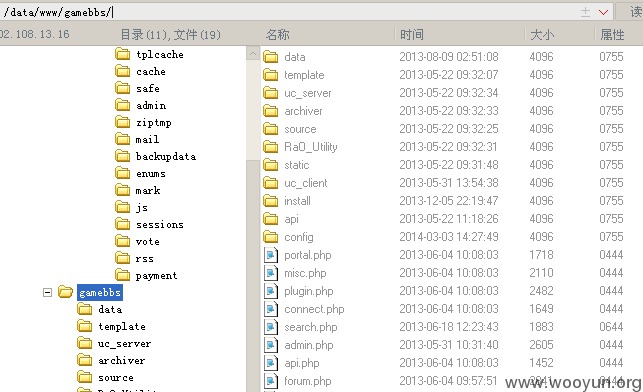 /data/www/gamebbs/
读
02.108.13.16 目录(11),文件(19) 名称 时间 大小 属性
tplcache
cache
safe
admin
ziptmp
mail
backupdata
enums
mark
js
sessions
vote
rss
payment
gamebbs
data
template
uc_server
archiver
source
data 2013-08-09 02:51:08 4096 0755
template 2013-05-22 09:32:07 4096 0755
uc_server 2013-05-22 09:32:34 4096 0755
archiver 2013-05-22 09:32:33 4096 0755
source 2013-05-22 09:32:25 4096 0755
Ra0_Utility 2013-05-22 09:32:31 4096 0755
static 2013-05-22 09:31:48 4096 0755
uc_client 2013-05-31 13:54:38 4096 0755
install 2013-12-05 22:19:47 4096 0755
api 2013-05-22 11:18:26 4096 0755
config 2014-03-03 14:27:49 4096 0755
portal.php 2013-06-04 10:08:03 1718 0444
misc.php 2013-06-04 10:08:03 2110 0444
plugin.php 2013-06-04 10:08:03 2482 0444
connect.php 2013-06-04 10:08:03 1649 0444
search.php 2013-06-18 12:23:43 1883 0644
admin.php 2013-05-31 10:31:40 2605 0444
api.php 2013-06-04 10:08:03 1452 0444
forum.php 2013-06-04 09:57:51 0444
www.wooyun.org